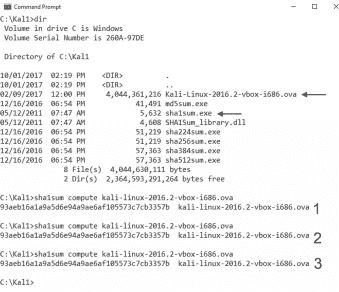 Command Prompt
C:\Kal1>dir
Volume in drive C is Windows
Volume Serial Number is 260A-97DE
Directory of C:\Kal1
10/01/2017 02:19 PM <DIR> .
10/01/2017 02:19 PM <DIR> ..
02/09/2017 12:00 PM 4,044,361,216 Kali-Linux-2016.2-vbox-i686.ova
12/16/2016 06:54 PM 41,491 md5sum.exe
05/12/2011 07:47 AM 5,632 sha1sum.exe
05/12/2011 07:47 AM 4,608 SHA1Sum_library.dll
12/16/2016 06:54 PM 51,219 sha224sum.exe
12/16/2016 06:54 PM 51,219 sha256sum.exe
12/16/2016 06:54 PM 57,363 sha384sum.exe
12/16/2016 06:54 PM 57,363 sha512sum.exe
8 File(s) 4,044,630,111 bytes
2 Dir(s) 2,364,593,291,264 bytes free
C:\Kal1>sha1sum compute kali-linux-2016.2-vbox-i686.ova
93aeb16a1a9a5d6e94a9ae6af105573c7cb3357b kali-linux-2016.2-vbox-i686.ova 1
C:\Kal1>sha1sum compute kali-linux-2016.2-vbox-i686.ova
93aeb16a1a9a5d6e94a9ae6af105573c7cb3357b kali-linux-2016.2-vbox-i686.ova 2
C:\Kal1>sha1sum compute kali-linux-2016.2-vbox-i686.ova
93aeb16a1a9a5d6e94a9ae6af105573c7cb3357b kali-linux-2016.2-vbox-i686.ova 3
C:\Kal1>